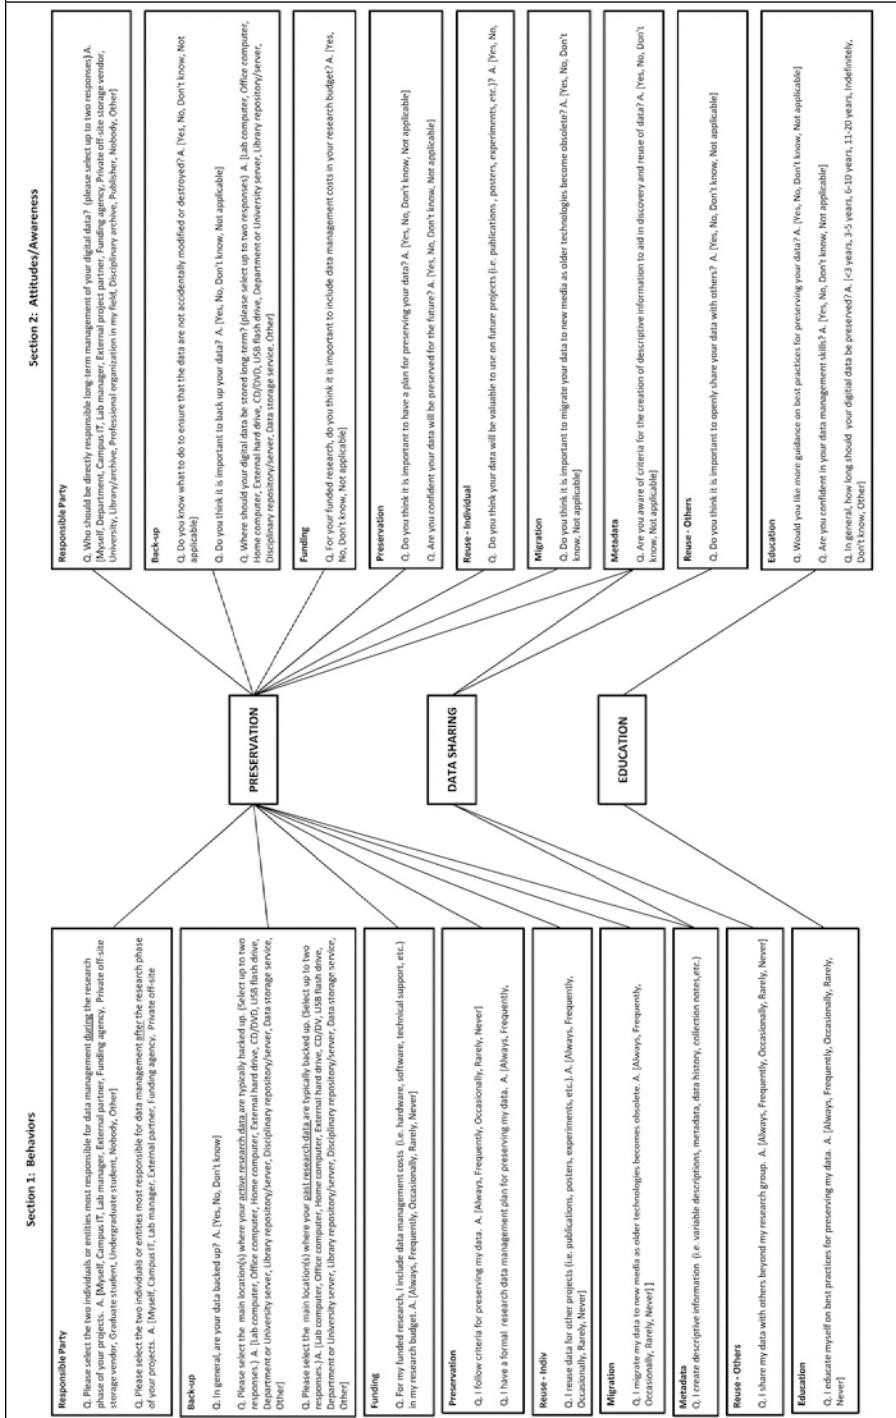 Section 1: Behaviors
Responsible Party
Q. Please select the two individuals or entities most responsible for data management during the research
phase of your projects. A. [Myself, Campus IT, Lab manager, External partner, Funding agency, Private off-site
storage vendor, Graduate student, Undergraduate student, Nobody, Other]
Q. Please select the two individuals or entities most responsible for data management after the research phase
of your projects. A. [Myself, Campus IT, Lab manager, External partner, Funding agency, Private off-site
Back-up
Q. In general, are your data backed up? A. [Yes, No, Don't know]
Q. Please select the main location(s) where your active research data are typically backed up. (Select up to two
responses.) A. [Lab computer, Office computer, Home computer, External hard drive, CD/DVD, USB flash drive,
Department or University server, Library repository/server, Disciplinary repository/server, Data storage service,
Other]
Q. Please select the main location(s) where your past research data are typically backed up. (Select up to two
responses.) A. [Lab computer, Office computer, Home computer, External hard drive, CD/DV, USB flash drive,
Department or University server, Library repository/server, Disciplinary repository/server, Data storage service,
Other]
Funding
Q. For my funded research, I include data management costs (i.e. hardware, software, technical support, etc.)
in my research budget. A. [Always, Frequently, Occasionally, Rarely, Never]
Preservation
Q. I follow criteria for preserving my data. A. [Always, Frequently, Occasionally, Rarely, Never]
Q. I have a formal research data management plan for preserving my data. A. [Always, Frequently,
Reuse - Indiv
Q. I reuse data for other projects (i.e. publications, posters, experiments, etc.). A. [Always, Frequently,
Occasionally, Rarely, Never]
Migration
Q. I migrate my data to new media as older technologies becomes obsolete. A. [Always, Frequently,
Occasionally, Rarely, Never] ]
Metadata
Q. I create descriptive information (i.e. variable descriptions, metadata, data history, collection notes,etc.)
Reuse - Others
Q. I share my data with others beyond my research group. A. [Always, Frequently, Occasionally, Rarely, Never]
Education
Q. I educate myself on best practices for preserving my data. A. [Always, Frequently, Occasionally, Rarely,
Never]
PRESERVATION
DATA SHARING
EDUCATION
Section 2: Attitudes/Awareness
Responsible Party
Q. Who should be directly responsible long-term management of your digital data? (please select up to two responses) A.
[Myself, Department, Campus IT, Lab manager, External project partner, Funding agency, Private off-site storage vendor,
University, Library/archive, Professional organization in my field, Disciplinary archive, Publisher, Nobody, Other]
Back-up
Q. Do you know what to do to ensure that the data are not accidentally modified or destroyed? A. [Yes, No, Don't know, Not
applicable]
Q. Do you think it is important to back up your data? A. [Yes, No, Don't know, Not applicable]
Q. Where should your digital data be stored long-term? (please select up to two responses) A. [Lab computer, Office computer,
Home computer, External hard drive, CD/DVD, USB flash drive, Department or University server, Library repository/server,
Disciplinary repository/server, Data storage service, Other]
Funding
Q. For your funded research, do you think it is important to include data management costs in your research budget? A. [Yes,
No, Don't know, Not applicable]
Preservation
Q. Do you think it is important to have a plan for preserving your data? A. [Yes, No, Don't know, Not applicable]
Q. Are you confident your data will be preserved for the future? A. [Yes, No, Don't know, Not applicable]
Reuse - Individual
Q. Do you think your data will be valuable to use on future projects (i.e. publications , posters, experiments, etc.)? A. [Yes, No,
Migration
Q. Do you think it is important to migrate your data to new media as older technologies become obsolete? A. [Yes, No, Don't
know, Not applicable]
Metadata
Q. Are you aware of criteria for the creation of descriptive information to aid in discovery and reuse of data? A. [Yes, No, Don't
know, Not applicable]
Reuse - Others
Q. Do you think it is important to openly share your data with others? A. [Yes, No, Don't know, Not applicable]
Education
Q. Would you like more guidance on best practices for preserving your data? A. [Yes, No, Don't know, Not applicable]
Q. Are you confident in your data management skills? A. [Yes, No, Don't know, Not applicable]
Q. In general, how long should your digitial data be preserved? A. [<3 years, 3-5 years, 6-10 years, 11-20 years, Indefinitely,
Don't know, Other]